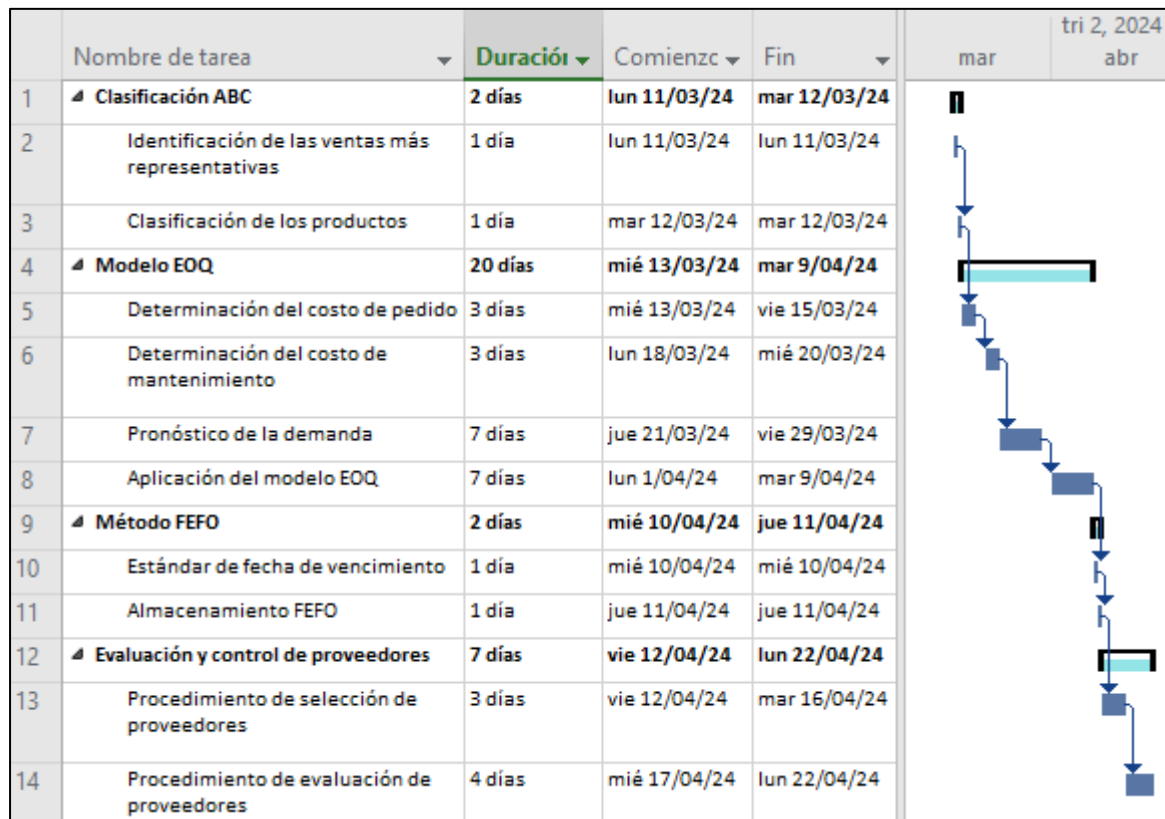 tri 2, 2024
Nombre de tarea Duración Comienzo Fin mar abr
1 Clasificación ABC 2 días lun 11/03/24 mar 12/03/24
2 Identificación de las ventas más representativas 1 día lun 11/03/24 lun 11/03/24
3 Clasificación de los productos 1 día mar 12/03/24 mar 12/03/24
4 Modelo EOQ 20 días mié 13/03/24 mar 9/04/24
5 Determinación del costo de pedido 3 días mié 13/03/24 vie 15/03/24
6 Determinación del costo de mantenimiento 3 días lun 18/03/24 mié 20/03/24
7 Pronóstico de la demanda 7 días jue 21/03/24 vie 29/03/24
8 Aplicación del modelo EOQ 7 días lun 1/04/24 mar 9/04/24
9 Método FEFO 2 días mié 10/04/24 jue 11/04/24
10 Estándar de fecha de vencimiento 1 día mié 10/04/24 mié 10/04/24
11 Almacenamiento FEFO 1 día jue 11/04/24 jue 11/04/24
12 Evaluación y control de proveedores 7 días vie 12/04/24 lun 22/04/24
13 Procedimiento de selección de proveedores 3 días vie 12/04/24 mar 16/04/24
14 Procedimiento de evaluación de proveedores 4 días mié 17/04/24 lun 22/04/24